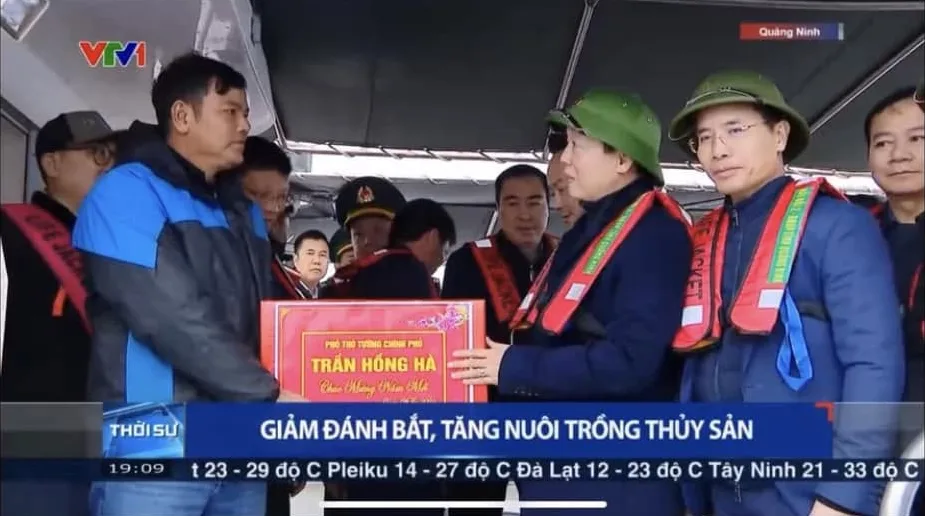 VTV1
Quảng Ninh
PHÓ THỦ TƯỚNG CHÍNH PHỦ
TRẦN HỒNG HÀ
Chúc Mừng Năm Mới
LIFE JACKET
JACKET
THỜI SỰ
GIẢM ĐÁNH BẮT, TĂNG NUÔI TRỒNG THỦY SẢN
19:09
t 23 - 29 độ C Pleiku 14 - 27 độ C Đà Lạt 12 - 23 độ C Tây Ninh 21 - 33 độ C